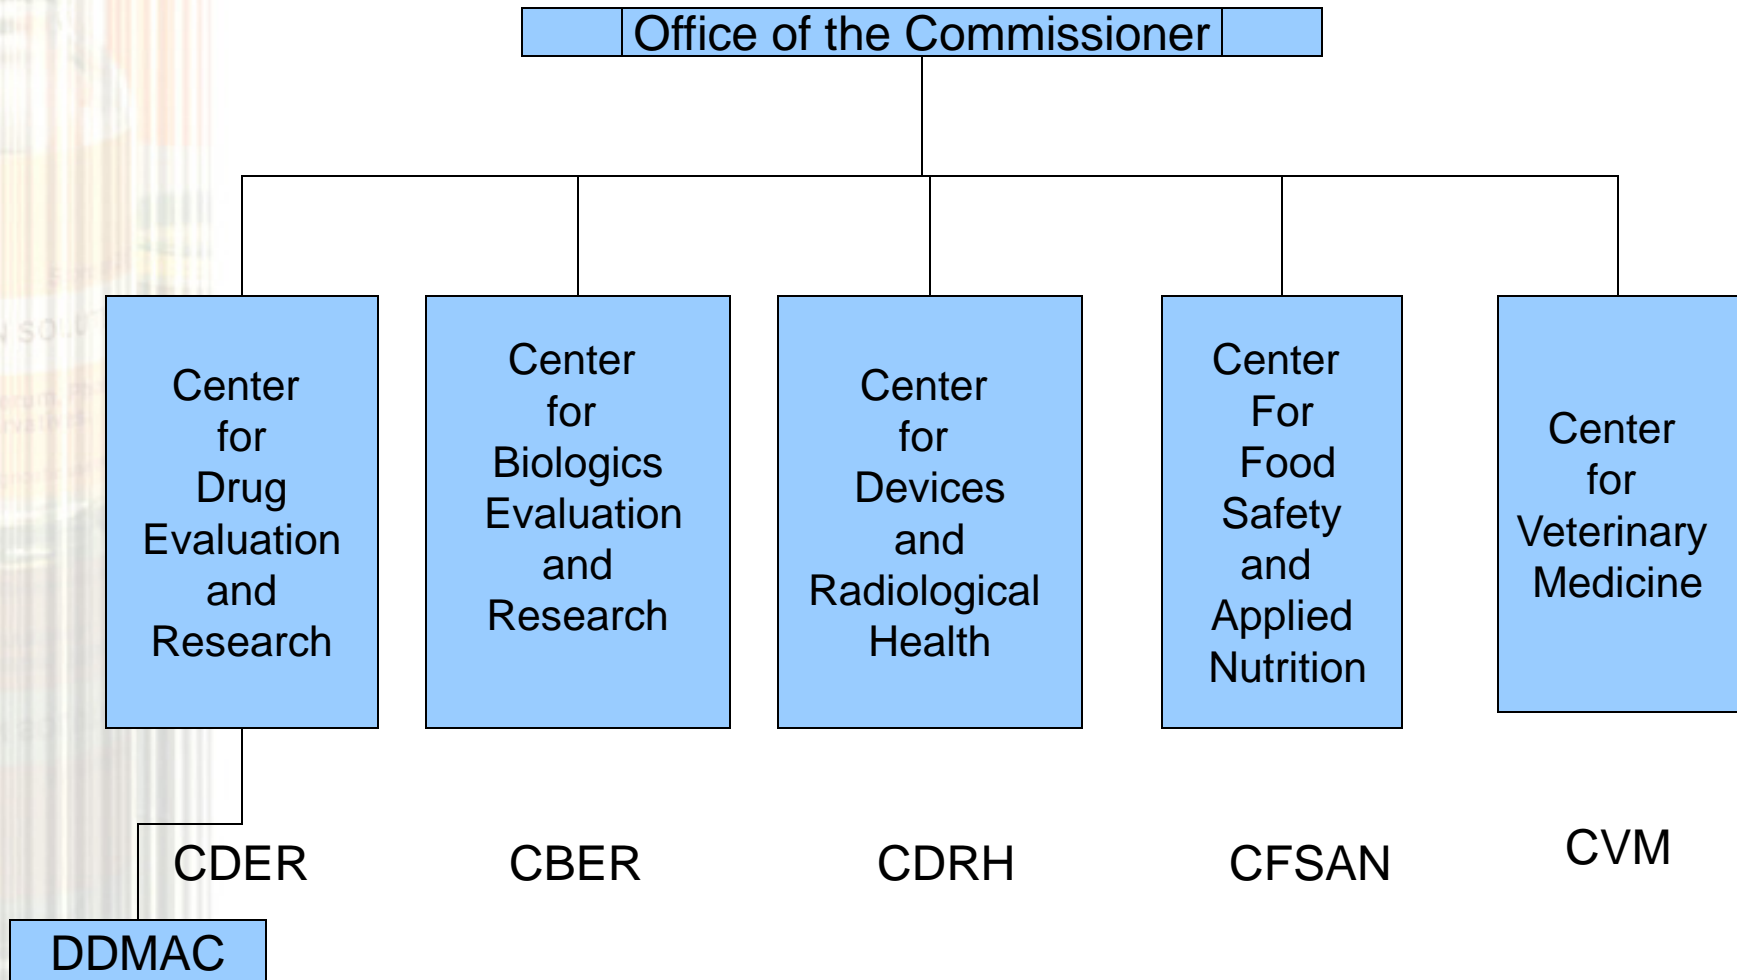 Office of the Commissioner
Center
for
Drug
Evaluation
and
Research
Center
for
Biologics
Evaluation
and
Research
Center
for
Devices
and
Radiological
Health
Center
For
Food
Safety
and
Applied
Nutrition
Center
for
Veterinary
Medicine
CDER
CBER
CDRH
CFSAN
CVM
DDMAC